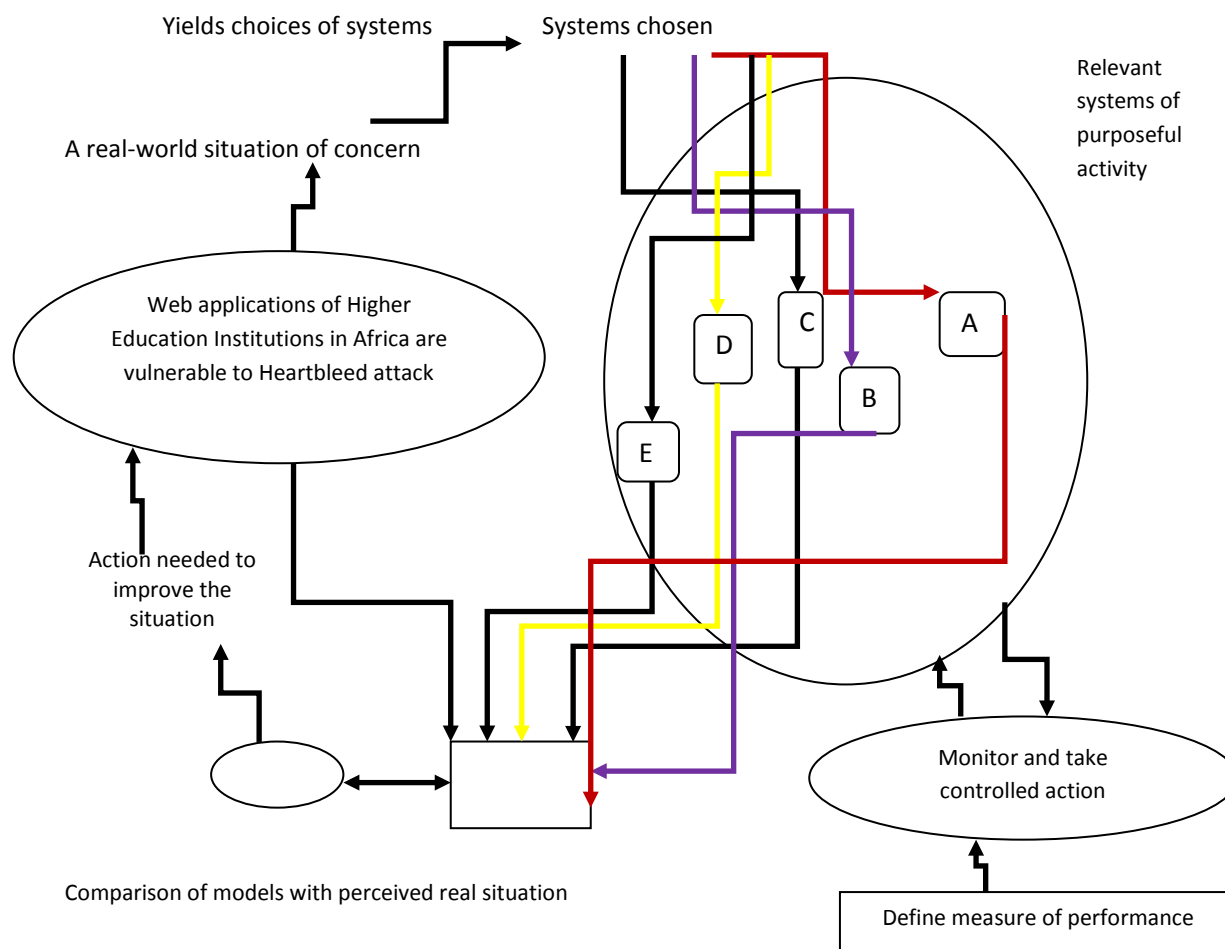 Yields choices of systems
Systems chosen
Relevant
systems of
purposeful
activity
A real-world situation of concern
Web applications of Higher
Education Institutions in Africa are
vulnerable to Heartbleed attack
C
A
D
B
E
Action needed to
improve the
situation
Monitor and take
controlled action
Comparison of models with perceived real situation
Define measure of performance